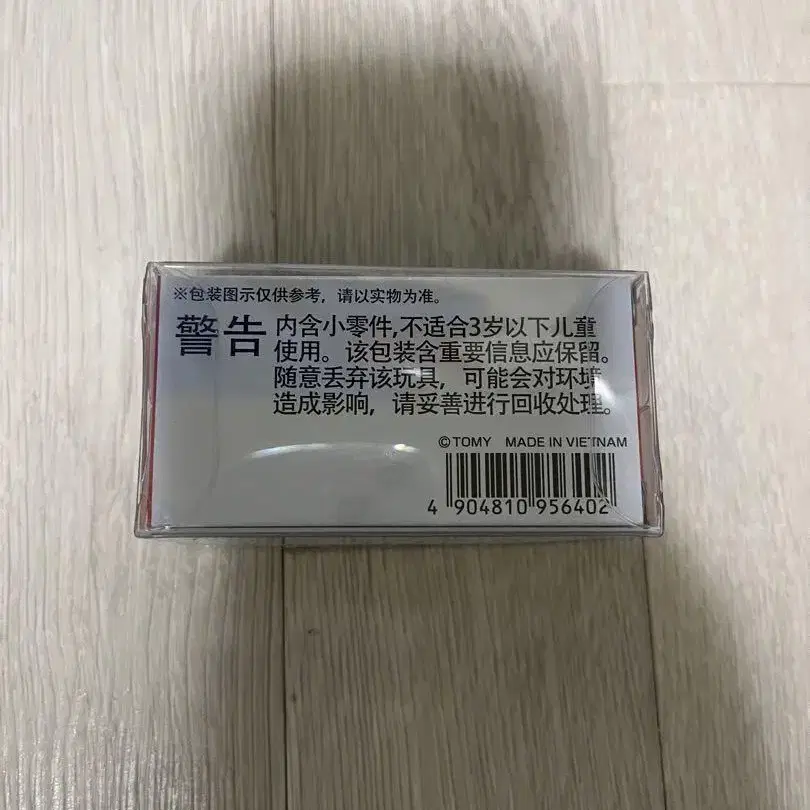 ※包装图示仅供参考，请以实物为准。
警告 内含小零件,不适合3岁以下儿童
使用。该包装含重要信息应保留。
随意丢弃该玩具，可能会对环境
造成影响，请妥善进行回收处理。
©TOMY MADE IN VIETNAM
4 904810 956402